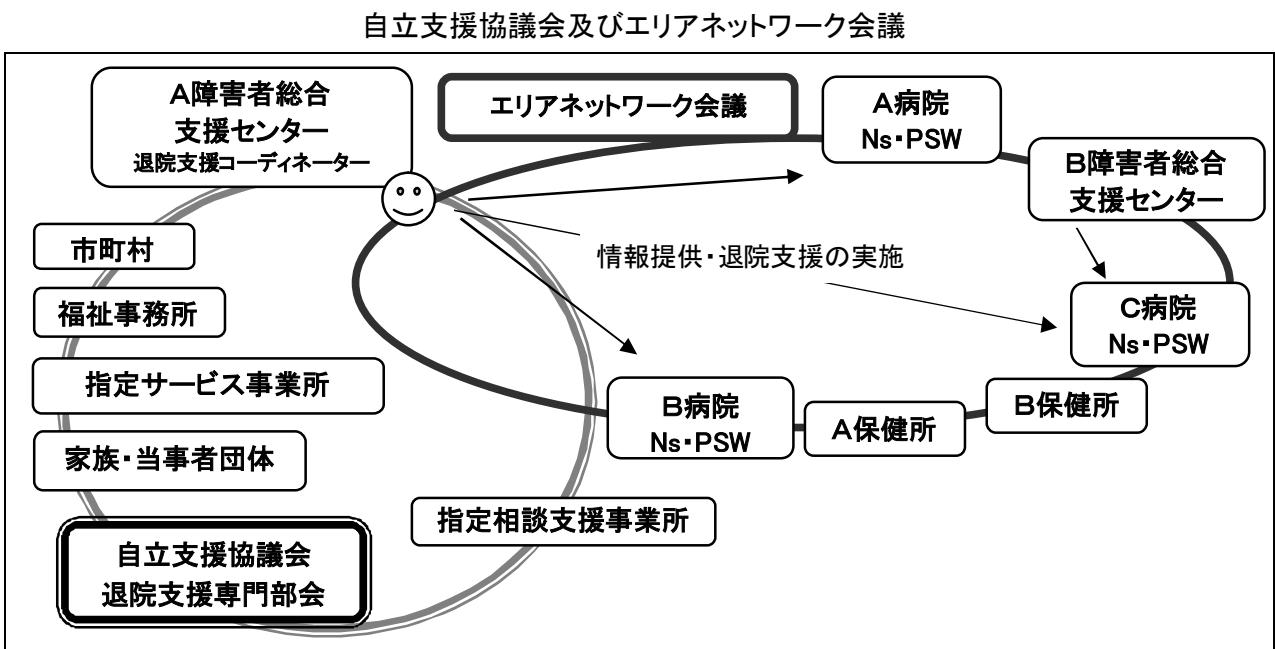 自立支援協議会及びエリアネットワーク会議
A障害者総合
支援センター
退院支援コーディネーター
エリアネットワーク会議
A病院
Ns・PSW
B障害者総合
支援センター
市町村
情報提供・退院支援の実施
福祉事務所
C病院
Ns・PSW
指定サービス事業所
B病院
Ns・PSW
A保健所
B保健所
家族・当事者団体
指定相談支援事業所
自立支援協議会
退院支援専門部会